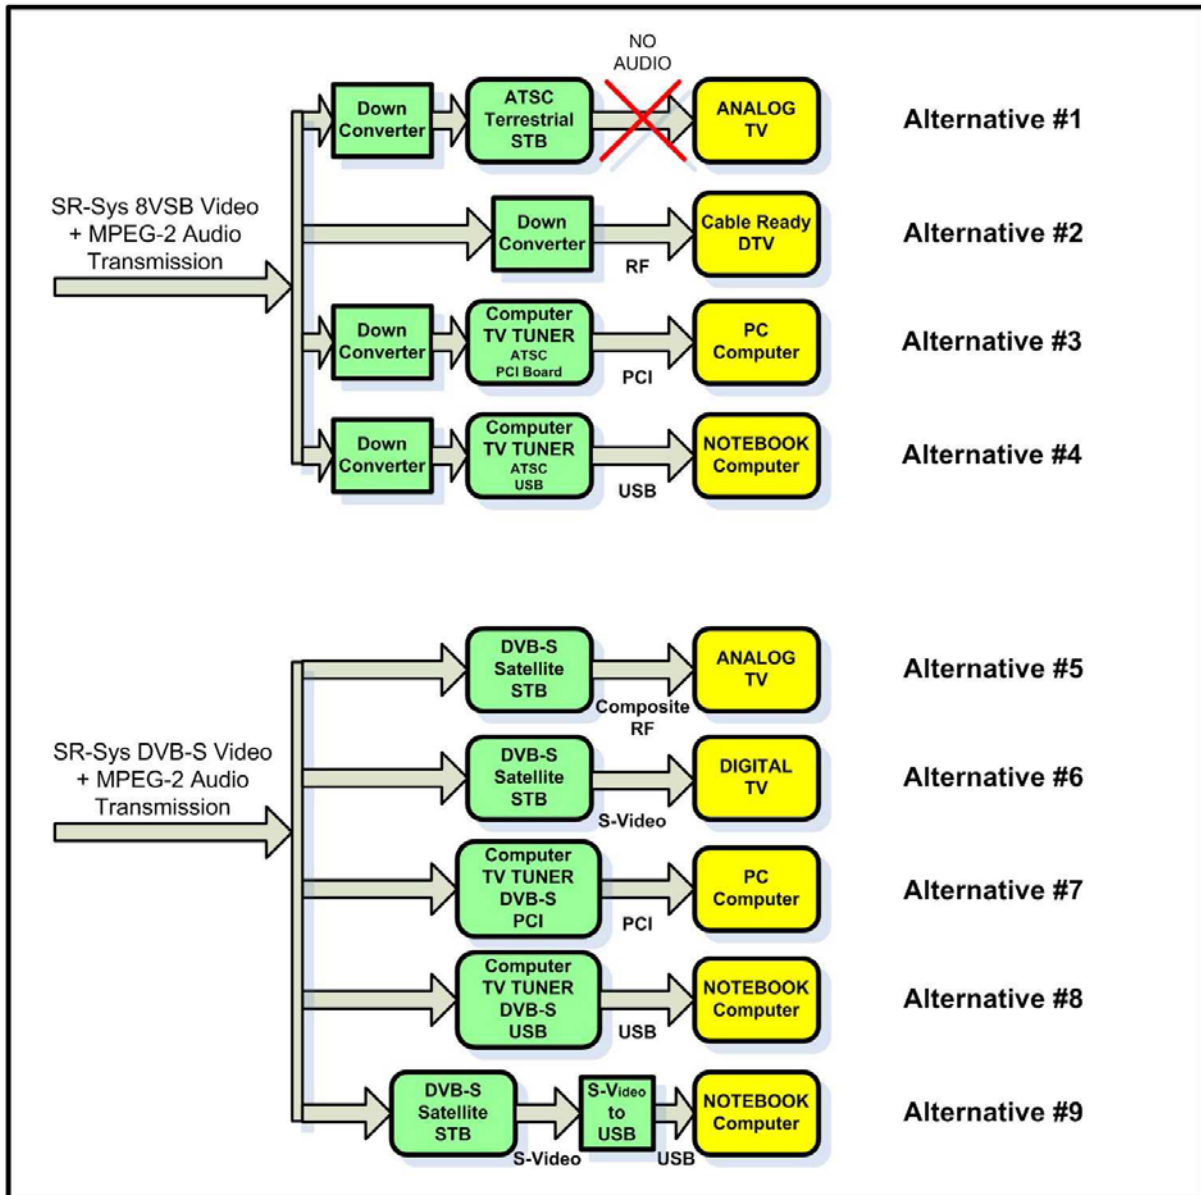 NO
AUDIO
Down
Converter
ATSC
Terrestrial
STB
ANALOG
TV
Alternative #1
SR-Sys 8VSB Video
+ MPEG-2 Audio
Transmission
Down
Converter
RF
Cable Ready
DTV
Alternative #2
Down
Converter
Computer
TV TUNER
ATSC
PCI Board
PCI
PC
Computer
Alternative #3
Down
Converter
Computer
TV TUNER
ATSC
USB
USB
NOTEBOOK
Computer
Alternative #4
DVB-S
Satellite
STB
Composite
RF
ANALOG
TV
Alternative #5
SR-Sys DVB-S Video
+ MPEG-2 Audio
Transmission
DVB-S
Satellite
STB
S-Video
DIGITAL
TV
Alternative #6
Computer
TV TUNER
DVB-S
PCI
PCI
PC
Computer
Alternative #7
Computer
TV TUNER
DVB-S
USB
USB
NOTEBOOK
Computer
Alternative #8
DVB-S
Satellite
STB
S-Video
S-Video
to
USB
USB
NOTEBOOK
Computer
Alternative #9